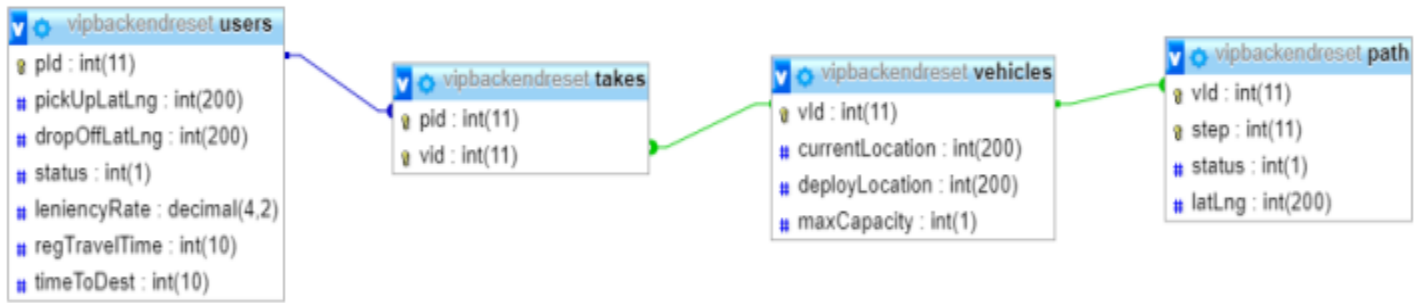 vipbackendreset users
pId : int(11)
pickUpLatLng : int(200)
dropOffLatLng : int(200)
status : int(1)
leniencyRate : decimal(4,2)
regTravelTime : int(10)
timeToDest : int(10)
vipbackendreset takes
pid : int(11)
vid : int(11)
vipbackendreset vehicles
vId : int(11)
currentLocation : int(200)
deployLocation : int(200)
maxCapacity : int(1)
vipbackendreset path
vId : int(11)
step : int(11)
status : int(1)
latLng : int(200)